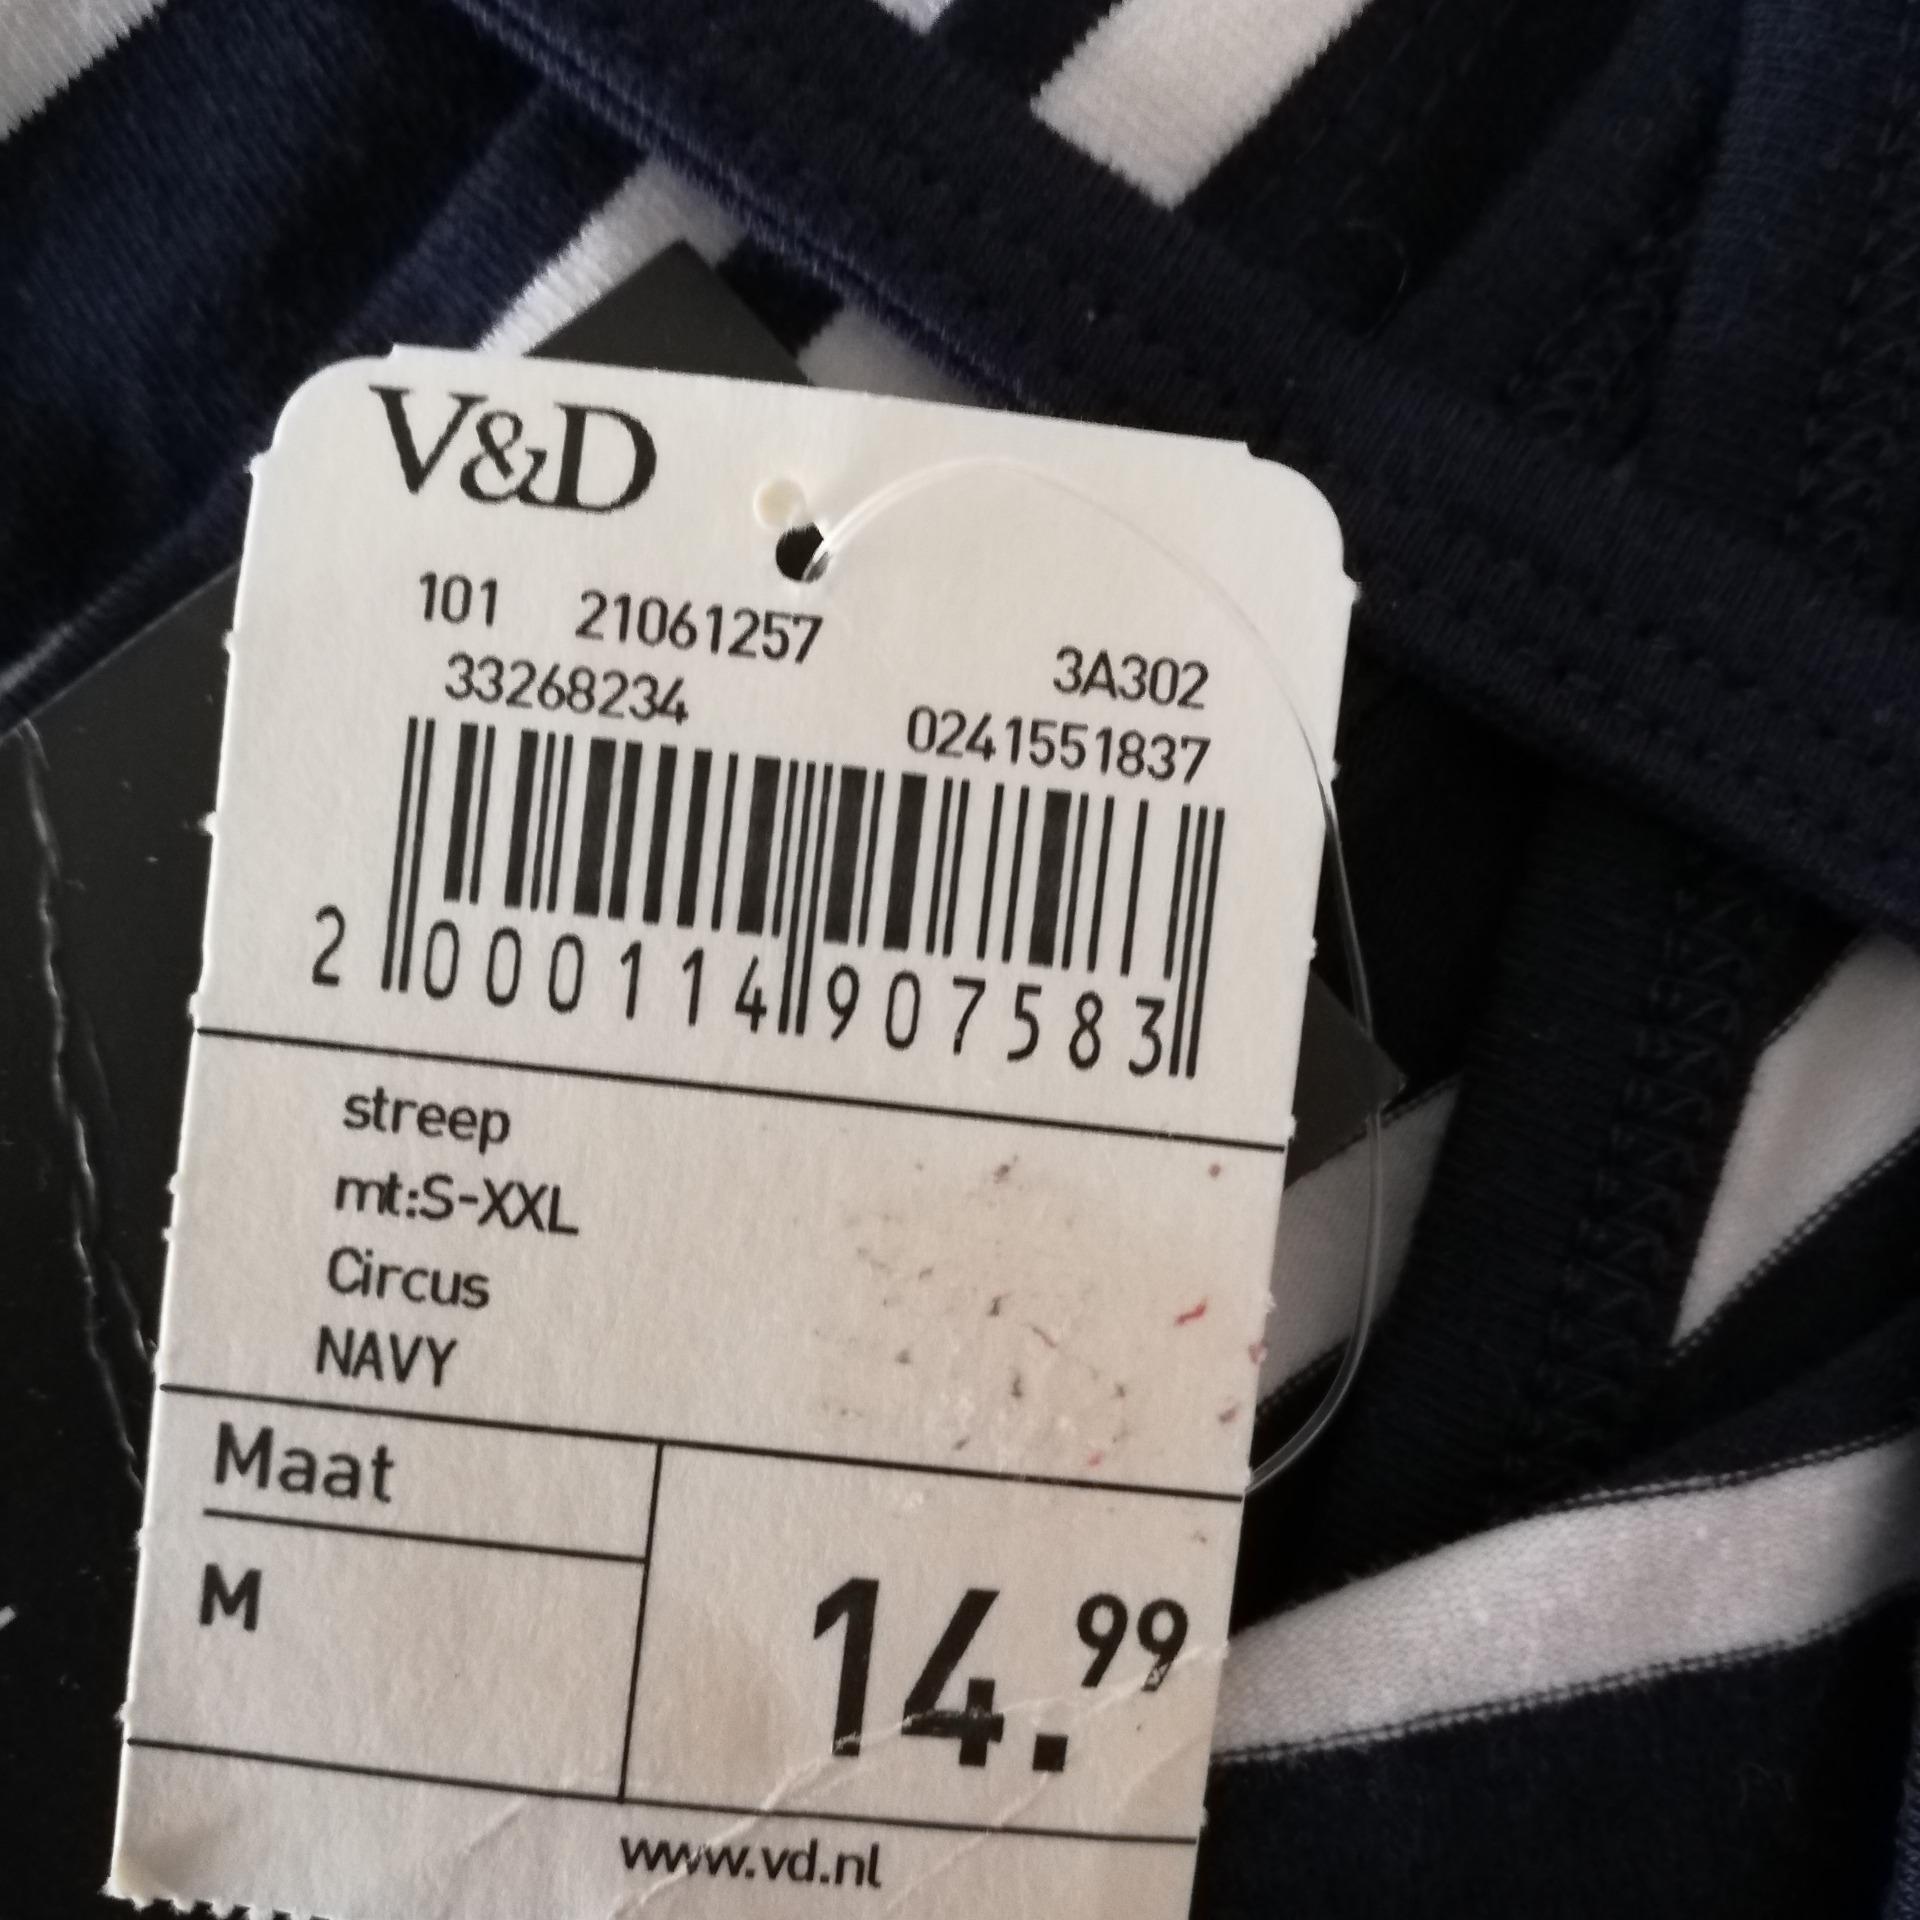 V&D
101 21061257
3A302
33268234
0241551837
2 000114 907583
streep
mt:S-XXL
Circus
NAVY
Maat
M
14.99
www.vd.nl